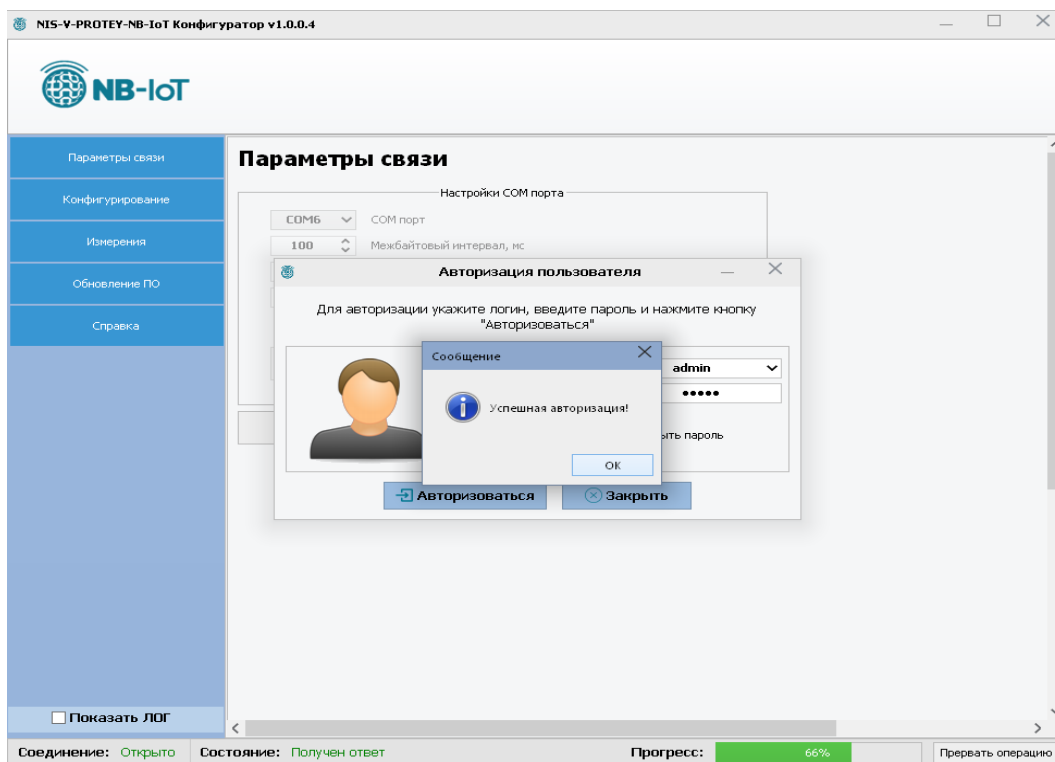 NIS-V-PROTEY-NB-IoT Конфигуратор v1.0.0.4
NB-IoT
Параметры связи
Конфигурирование
Измерения
Обновление ПО
Справка
Параметры связи
Настройки COM порта
COM6 COM порт
100 Межбайтовый интервал, мс
Авторизация пользователя
Для авторизации укажите логин, введите пароль и нажмите кнопку
"Авторизоваться"
Сообщение
admin
•••••
Успешная авторизация!
ыть пароль
OK
Авторизоваться
Закрыть
Показать ЛОГ
Соединение: Открыто Состояние: Получен ответ Прогресс: 66% Прервать операцию